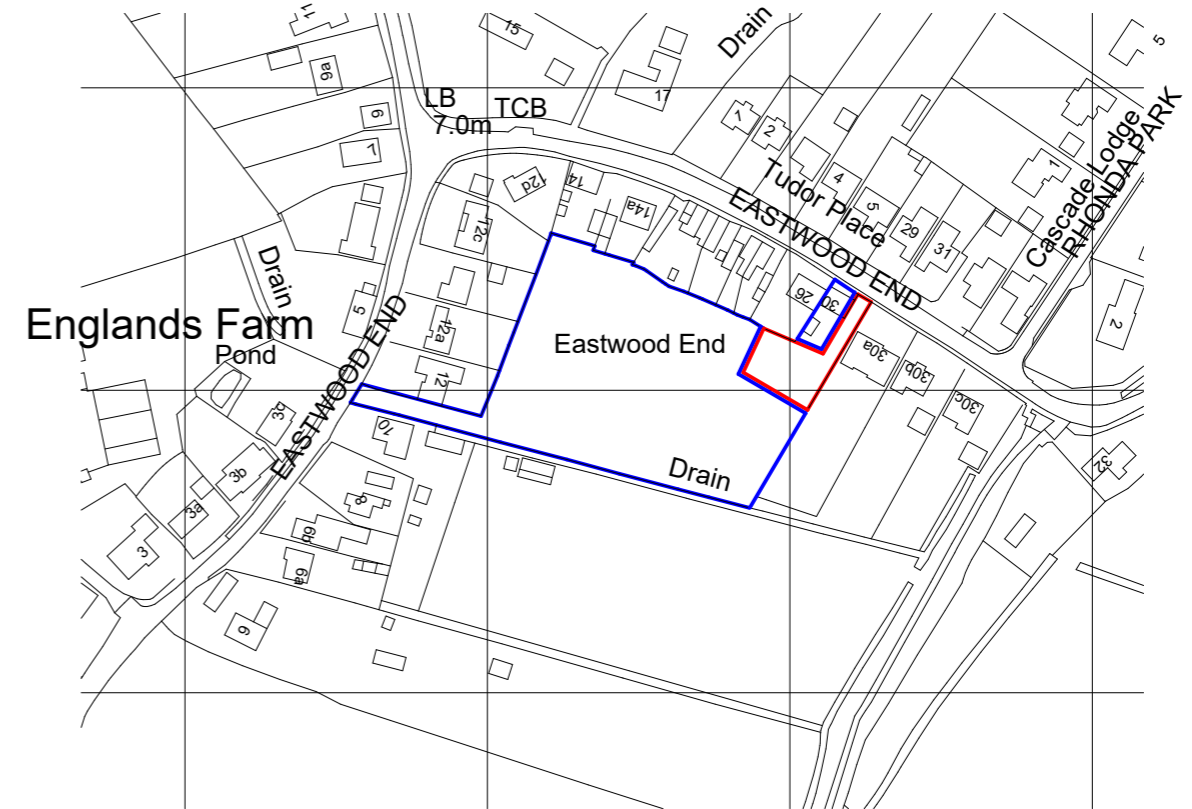 11
15
Drain
5
9a
17
LB
TCB
7.0m
9
7
1
2
Cascade Lodge
RHONDA PARK
1
12d
14
14a
Tudor Place
4
5
29
31
EASTWOOD END
12c
Drain
5
26
30
2
Englands Farm
Pond
12a
Eastwood End
30a
30b
30c
12
EASTWOOD END
10
3b
3b
Drain
32
8
3a
6b
3
6a
6